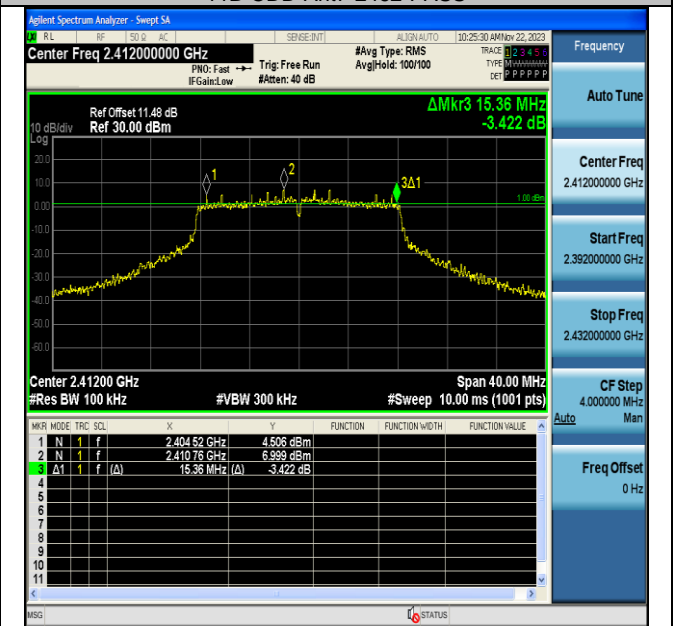 Agilent Spectrum Analyzer - Swept SA
LXI RL RF 50 Ω AC SENSE:INT ALIGN AUTO 10:25:30 AM Nov 22, 2023
Center Freq 2.412000000 GHz
PNO: Fast
IFGain:Low
Trig: Free Run
#Atten: 40 dB
#Avg Type: RMS
Avg|Hold: 100/100
TRACE 1 2 3 4 5 6
TYPE M
DET P P P P P P
Ref Offset 11.48 dB
10 dB/div Ref 30.00 dBm
Log
ΔMkr3 15.36 MHz
-3.422 dB
20.0
10.0
0.00
-10.0
-20.0
-30.0
-40.0
-50.0
-60.0
1
2
3Δ1
1.00 dBm
Center 2.41200 GHz Span 40.00 MHz
#Res BW 100 kHz #VBW 300 kHz #Sweep 10.00 ms (1001 pts)
MKR MODE TRC SCL X Y FUNCTION FUNCTION WIDTH FUNCTION VALUE
1 N 1 f 2.404 52 GHz 4.506 dBm
2 N 1 f 2.410 76 GHz 6.999 dBm
3 Δ1 1 f (Δ) 15.36 MHz (Δ) -3.422 dB
4
5
6
7
8
9
10
11
MSG STATUS
Frequency
Auto Tune
Center Freq
2.412000000 GHz
Start Freq
2.392000000 GHz
Stop Freq
2.432000000 GHz
CF Step
4.000000 MHz
Auto Man
Freq Offset
0 Hz